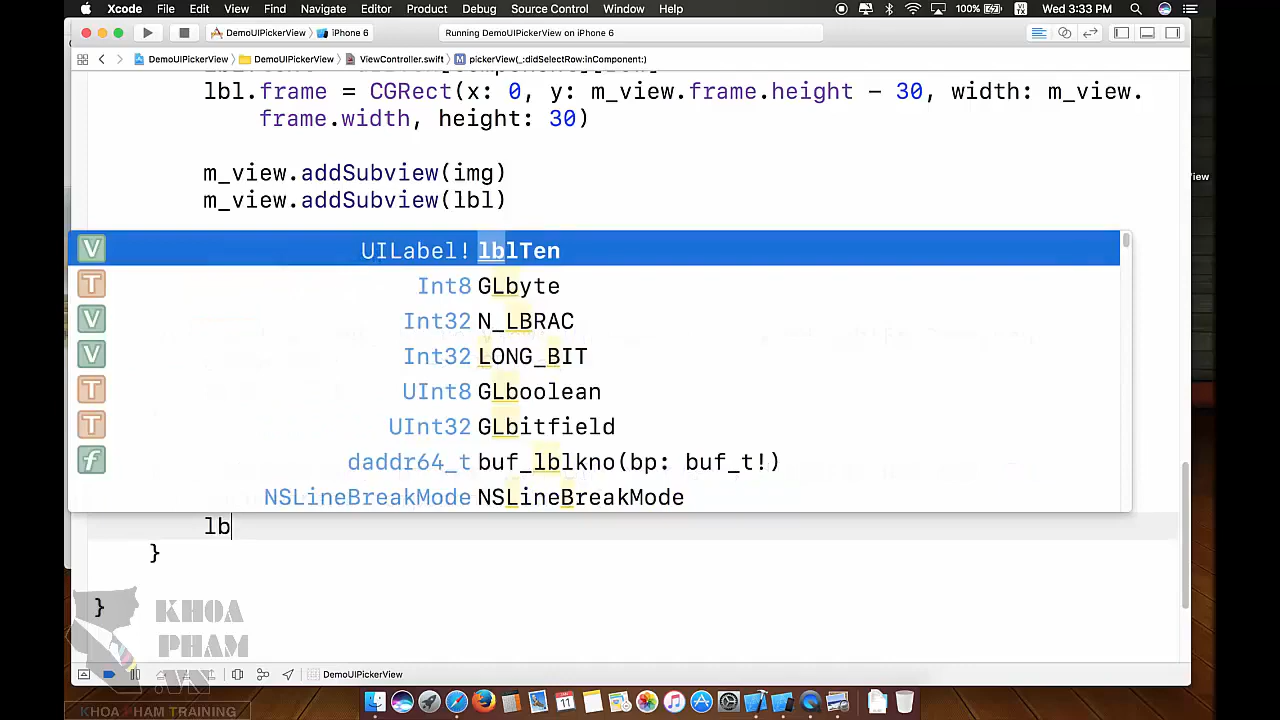 Xcode File Edit View Find Navigate Editor Product Debug Source Control Window Help 100% Wed 3:33 PM
DemoUIPickerView iPhone 6 Running DemoUIPickerView on iPhone 6
DemoUIPickerView DemoUIPickerView ViewController.swift M pickerView(_:didSelectRow:inComponent:)
lbl.frame = CGRect(x: 0, y: m_view.frame.height - 30, width: m_view.
frame.width, height: 30)
m_view.addSubview(img)
iew
m_view.addSubview(lbl)
V UILabel! lblTen
T Int8 GLbyte
V Int32 N_LBRAC
V Int32 LONG_BIT
T UInt8 GLboolean
T UInt32 GLbitfield
f daddr64_t buf_lblkno(bp: buf_t!)
NSLineBreakMode NSLineBreakMode
lb
}
}
KHOA
PHAM
.VN
DemoUIPickerView
KHOA PHAM TRAINING